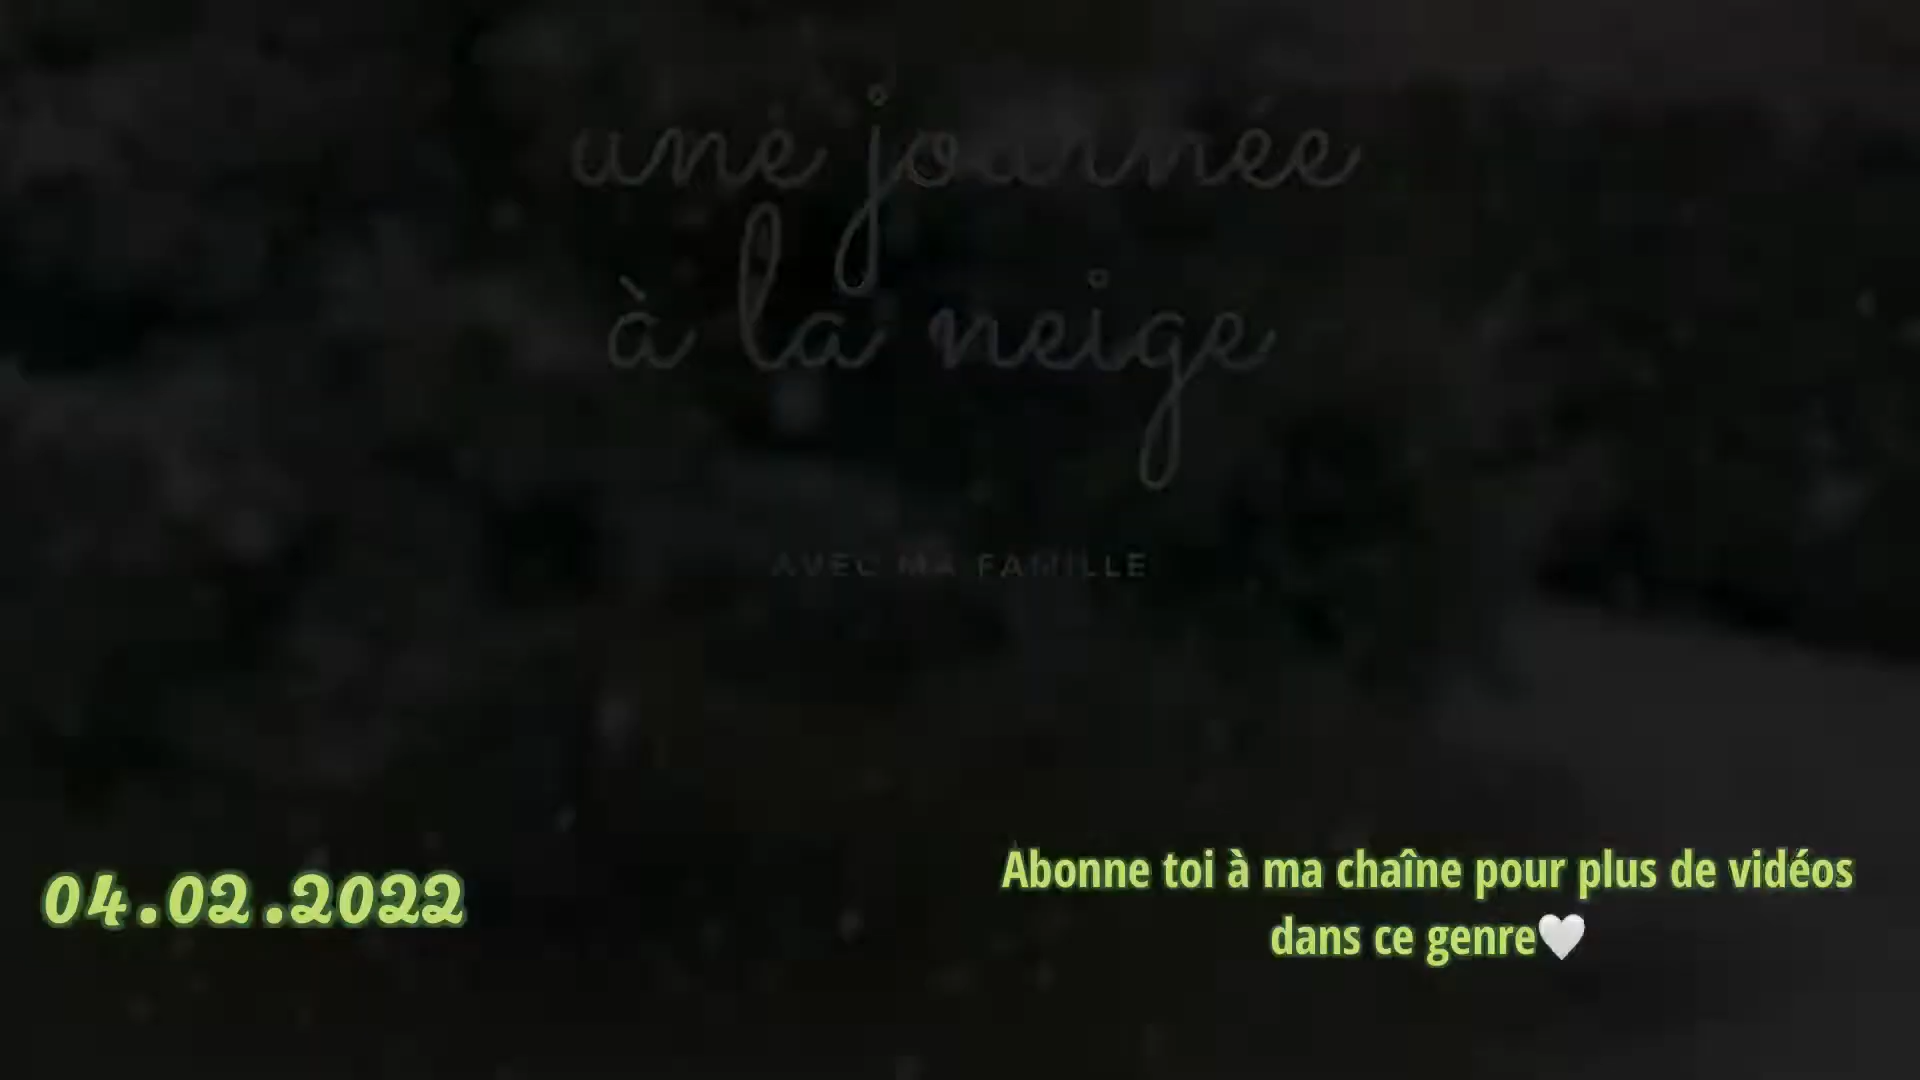 une journée
à la neige
AVEC MA FAMILLE
04.02.2022
Abonne toi à ma chaîne pour plus de vidéos
dans ce genre🤍